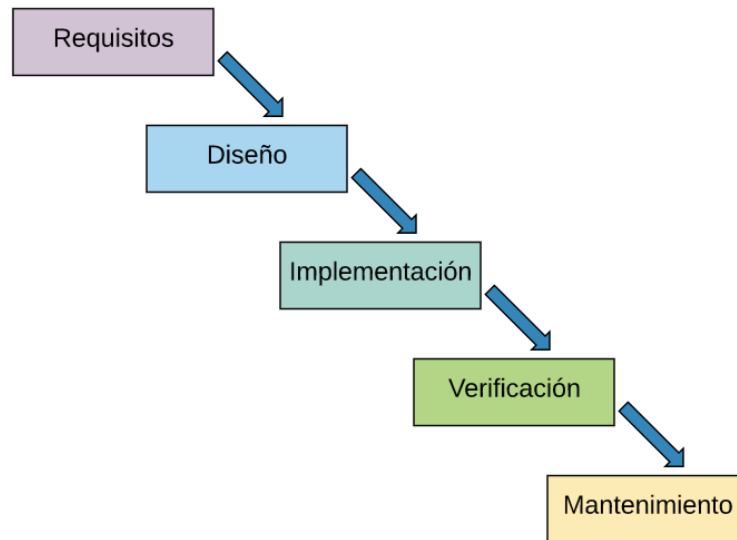 Requisitos
Diseño
Implementación
Verificación
Mantenimiento